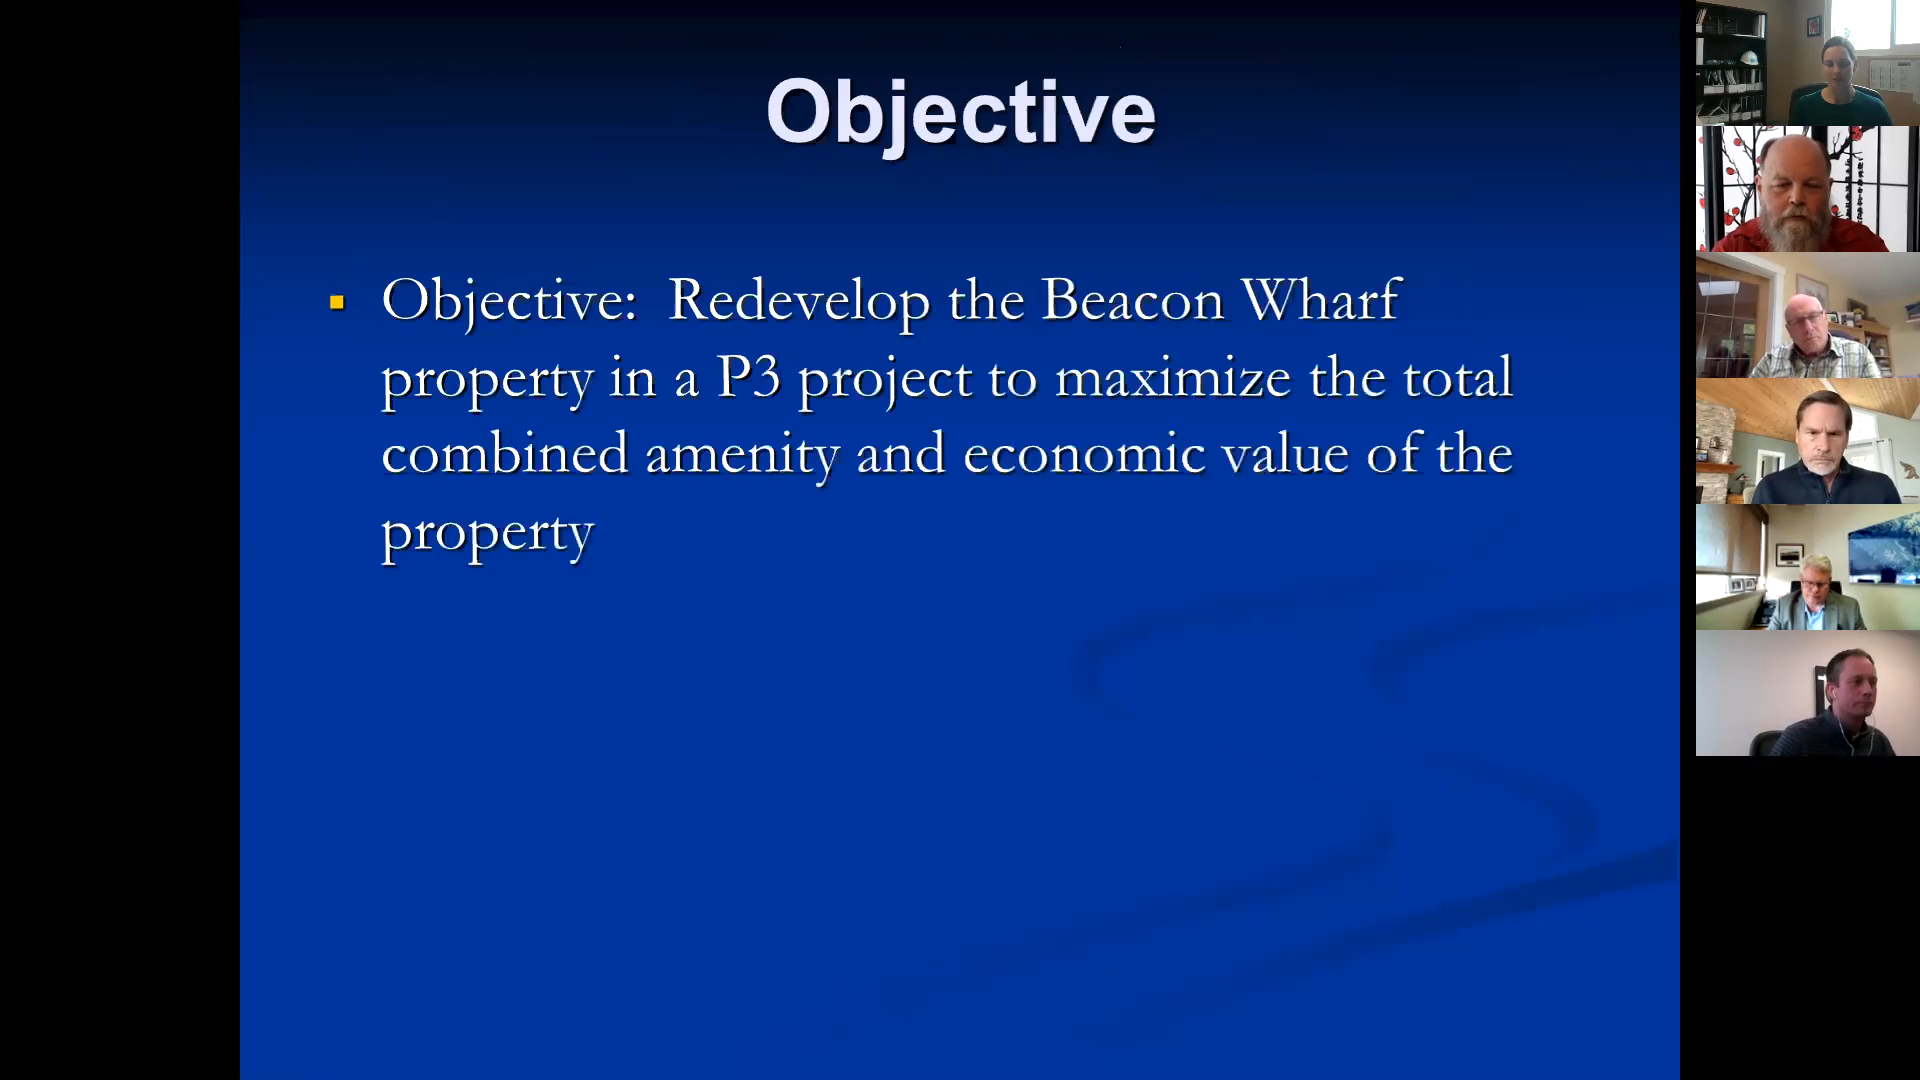 Objective
Objective: Redevelop the Beacon Wharf
property in a P3 project to maximize the total
combined amenity and economic value of the
property